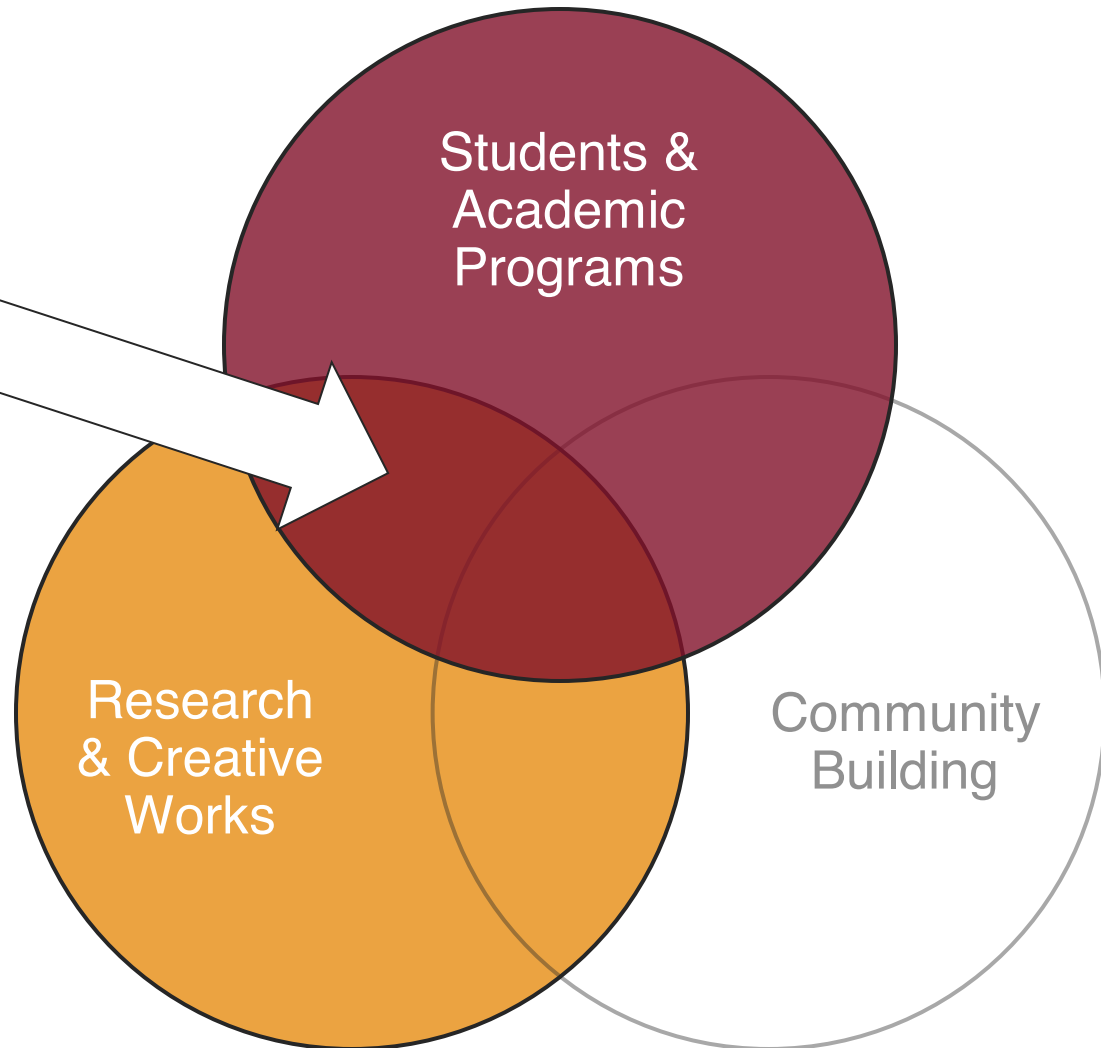 Students &
Academic
Programs
Research
& Creative
Works
Community
Building